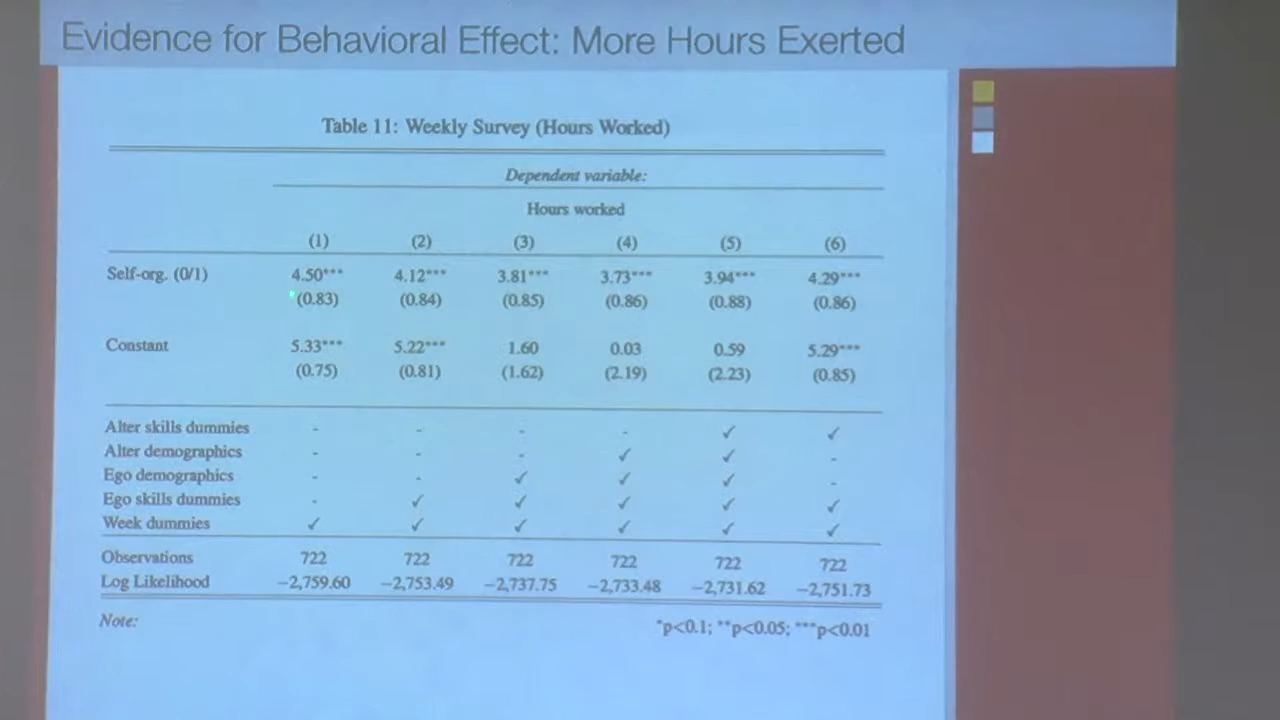 Evidence for Behavioral Effect: More Hours Exerted
Table 11: Weekly Survey (Hours Worked)
Dependent variable:
Hours worked
(1) (2) (3) (4) (5) (6)
Self-org. (0/1) 4.50*** 4.12*** 3.81*** 3.73*** 3.94*** 4.29***
(0.83) (0.84) (0.85) (0.86) (0.88) (0.86)
Constant 5.33*** 5.22*** 1.60 0.03 0.59 5.29***
(0.75) (0.81) (1.62) (2.19) (2.23) (0.85)
Alter skills dummies - - - - ✓ ✓
Alter demographics - - - ✓ ✓ -
Ego demographics - - ✓ ✓ ✓ -
Ego skills dummies - ✓ ✓ ✓ ✓ ✓
Week dummies ✓ ✓ ✓ ✓ ✓ ✓
Observations 722 722 722 722 722 722
Log Likelihood −2,759.60 −2,753.49 −2,737.75 −2,733.48 −2,731.62 −2,751.73
Note: *p<0.1; **p<0.05; ***p<0.01